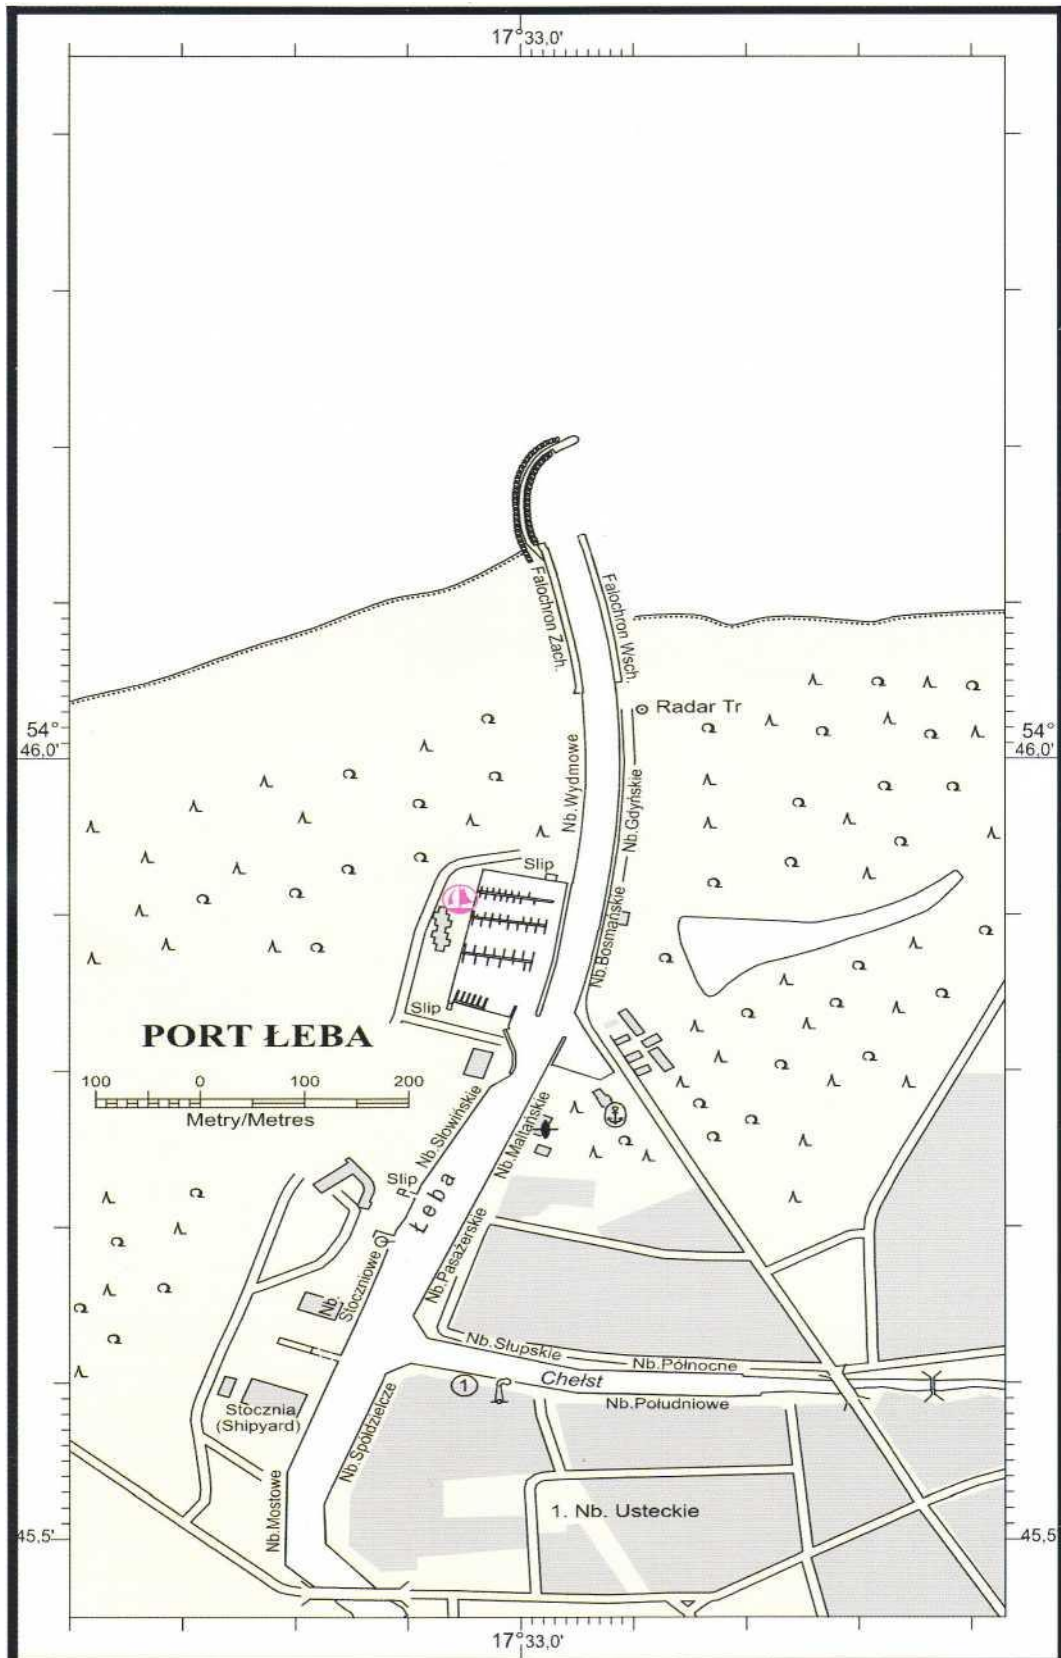 17°33,0'
Falochron Zach.
Falochron Wsch.
Radar Tr
54°
46,0'
54°
46,0'
Nb.Wydmowe
Nb.Gdyńskie
Slip
Nb.Bosmańskie
Slip
PORT ŁEBA
100 0 100 200
Metry/Metres
Nb.Słowińskie
Nb.Maltańskie
Slip
Łeba
Nb.Pasażerskie
Nb.
Stoczniowe
Nb.Słupskie
Nb.Północne
1
Chełst
Nb.Południowe
Stocznia
(Shipyard)
Nb.Spółdzielcze
Nb.Mostowe
1. Nb. Usteckie
45,5'
45,5'
17°33,0'